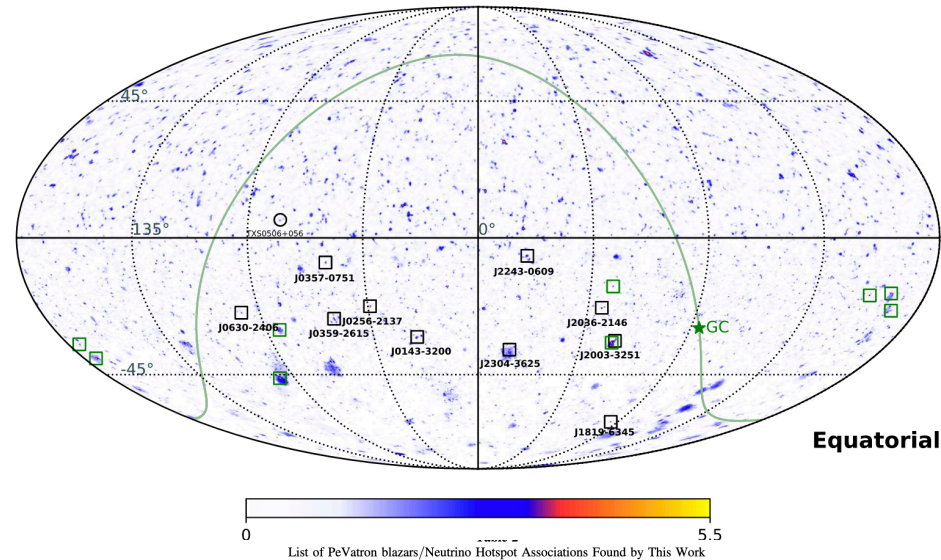 45°
TXS0506+056
135°
0°
J2243-0609
J0357-0751
J0630-2406
J0256-2137
J0359-2615
J2036-2146
GC
J0143-3200
J2304-3625
J2003-3251
-45°
J1819-6345
Equatorial
0
5.5
List of PeVatron blazars/Neutrino Hotspot Associations Found by This Work